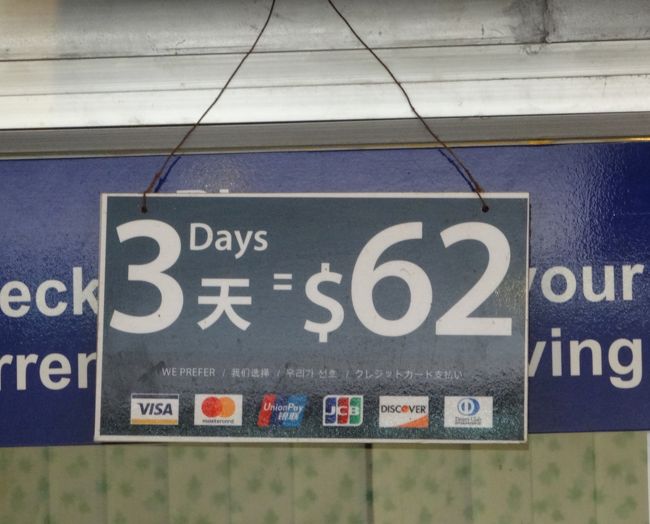 3 Days 天 = $62
WE PREFER / 我们选择 / 우리가 선호 / クレジットカード支払い
VISA mastercard UnionPay 银联 JCB DISCOVER Diners Club
eck your
rren ving